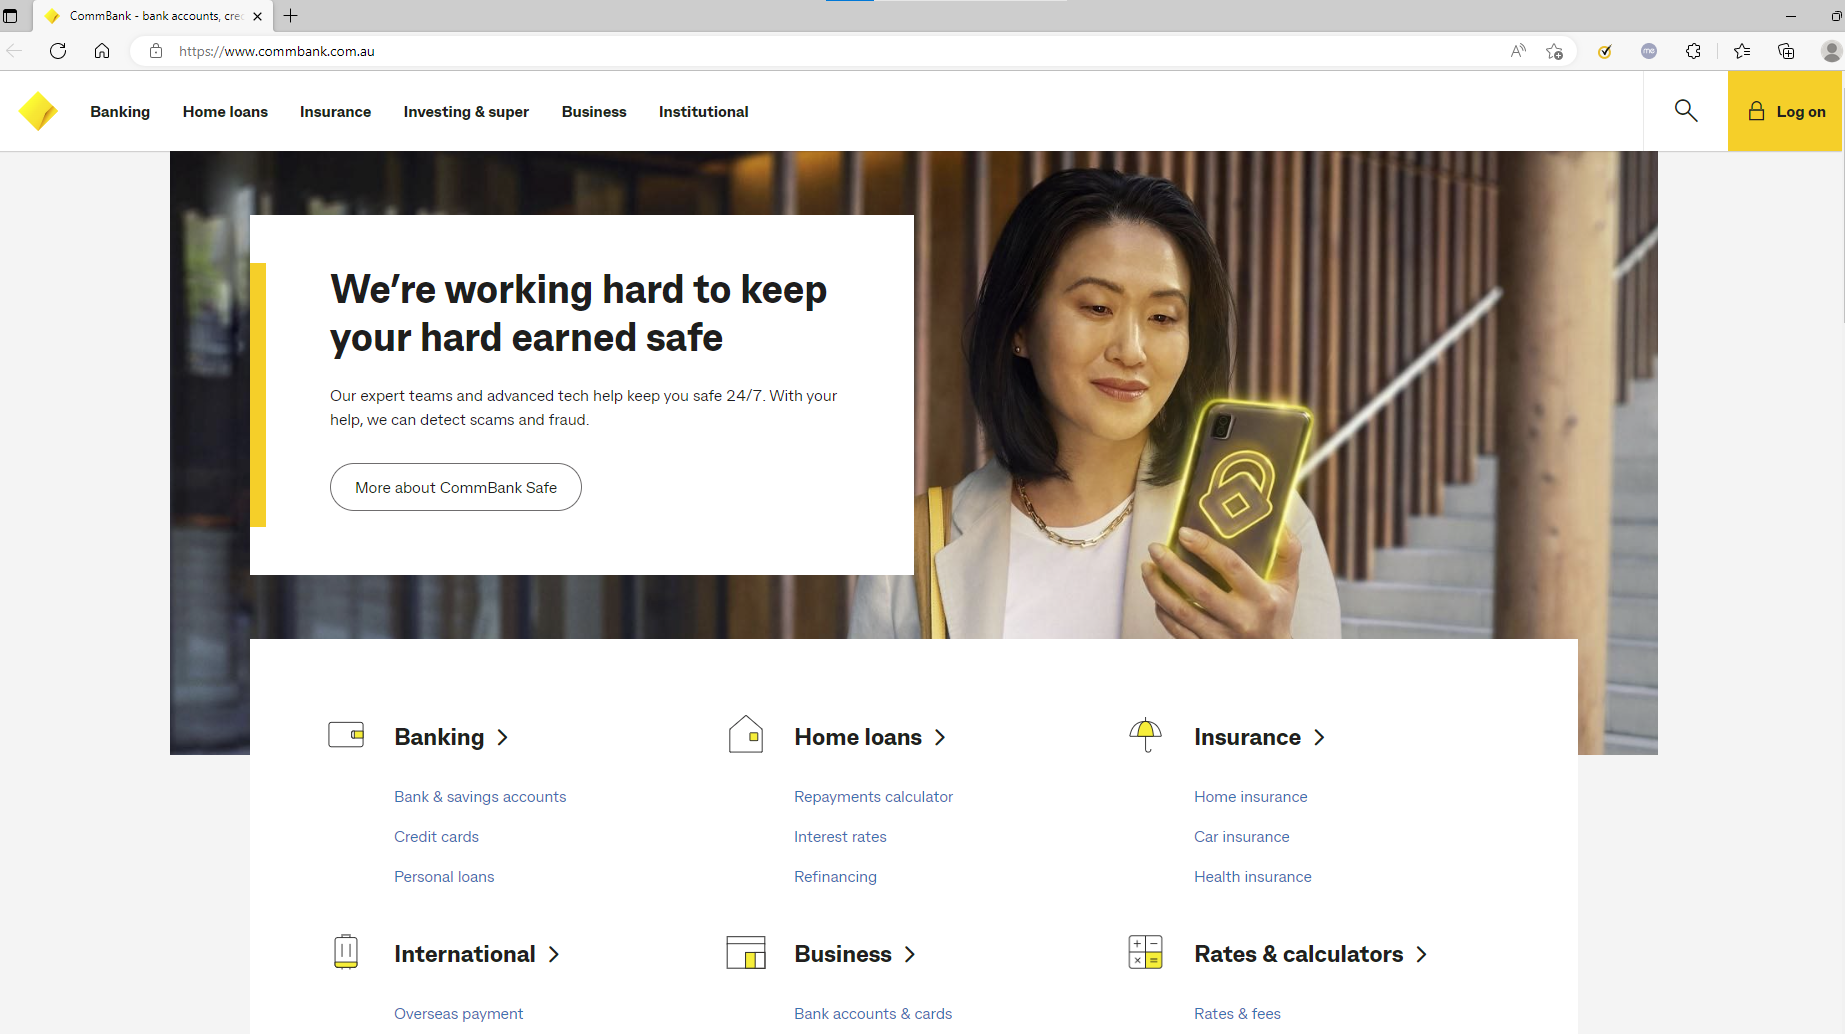 CommBank - bank accounts, cre
https://www.commbank.com.au
me
Banking
Home loans
Insurance
Investing & super
Business
Institutional
Log on
We're working hard to keep
your hard earned safe
Our expert teams and advanced tech help keep you safe 24/7. With your
help, we can detect scams and fraud.
More about CommBank Safe
Banking
Bank & savings accounts
Credit cards
Personal loans
Home loans
Repayments calculator
Interest rates
Refinancing
Insurance
Home insurance
Car insurance
Health insurance
International
Overseas payment
Business
Bank accounts & cards
Rates & calculators
Rates & fees